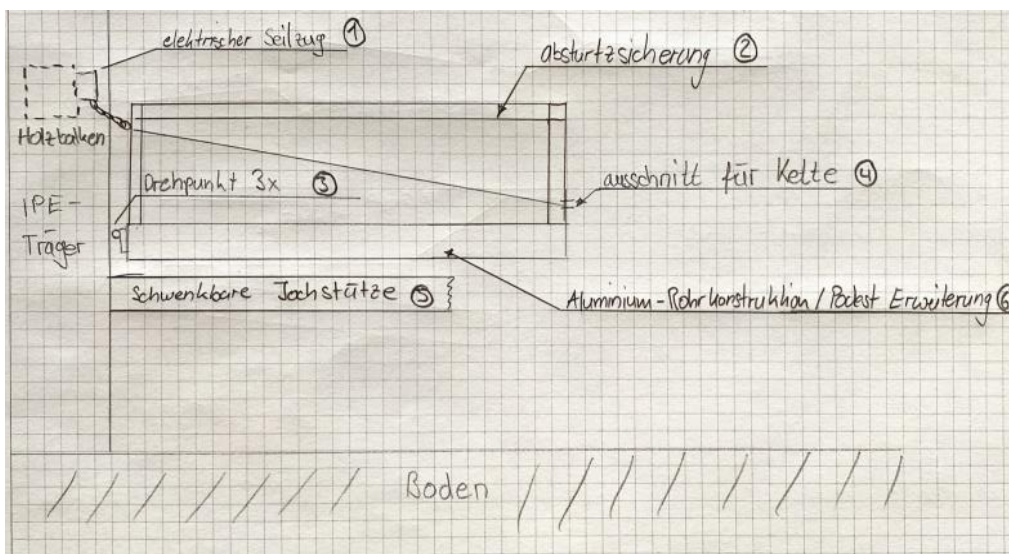 elektrischer Seilzug ①
absturtzsicherung ②
Holzbalken
Drehpunkt 3x ③
ausschnitt für Kette ④
IPE-
Träger
Schwenkbare Jochstütze ⑤
Aluminium-Rohrkonstruktion / Podest Erweiterung ⑥
Boden